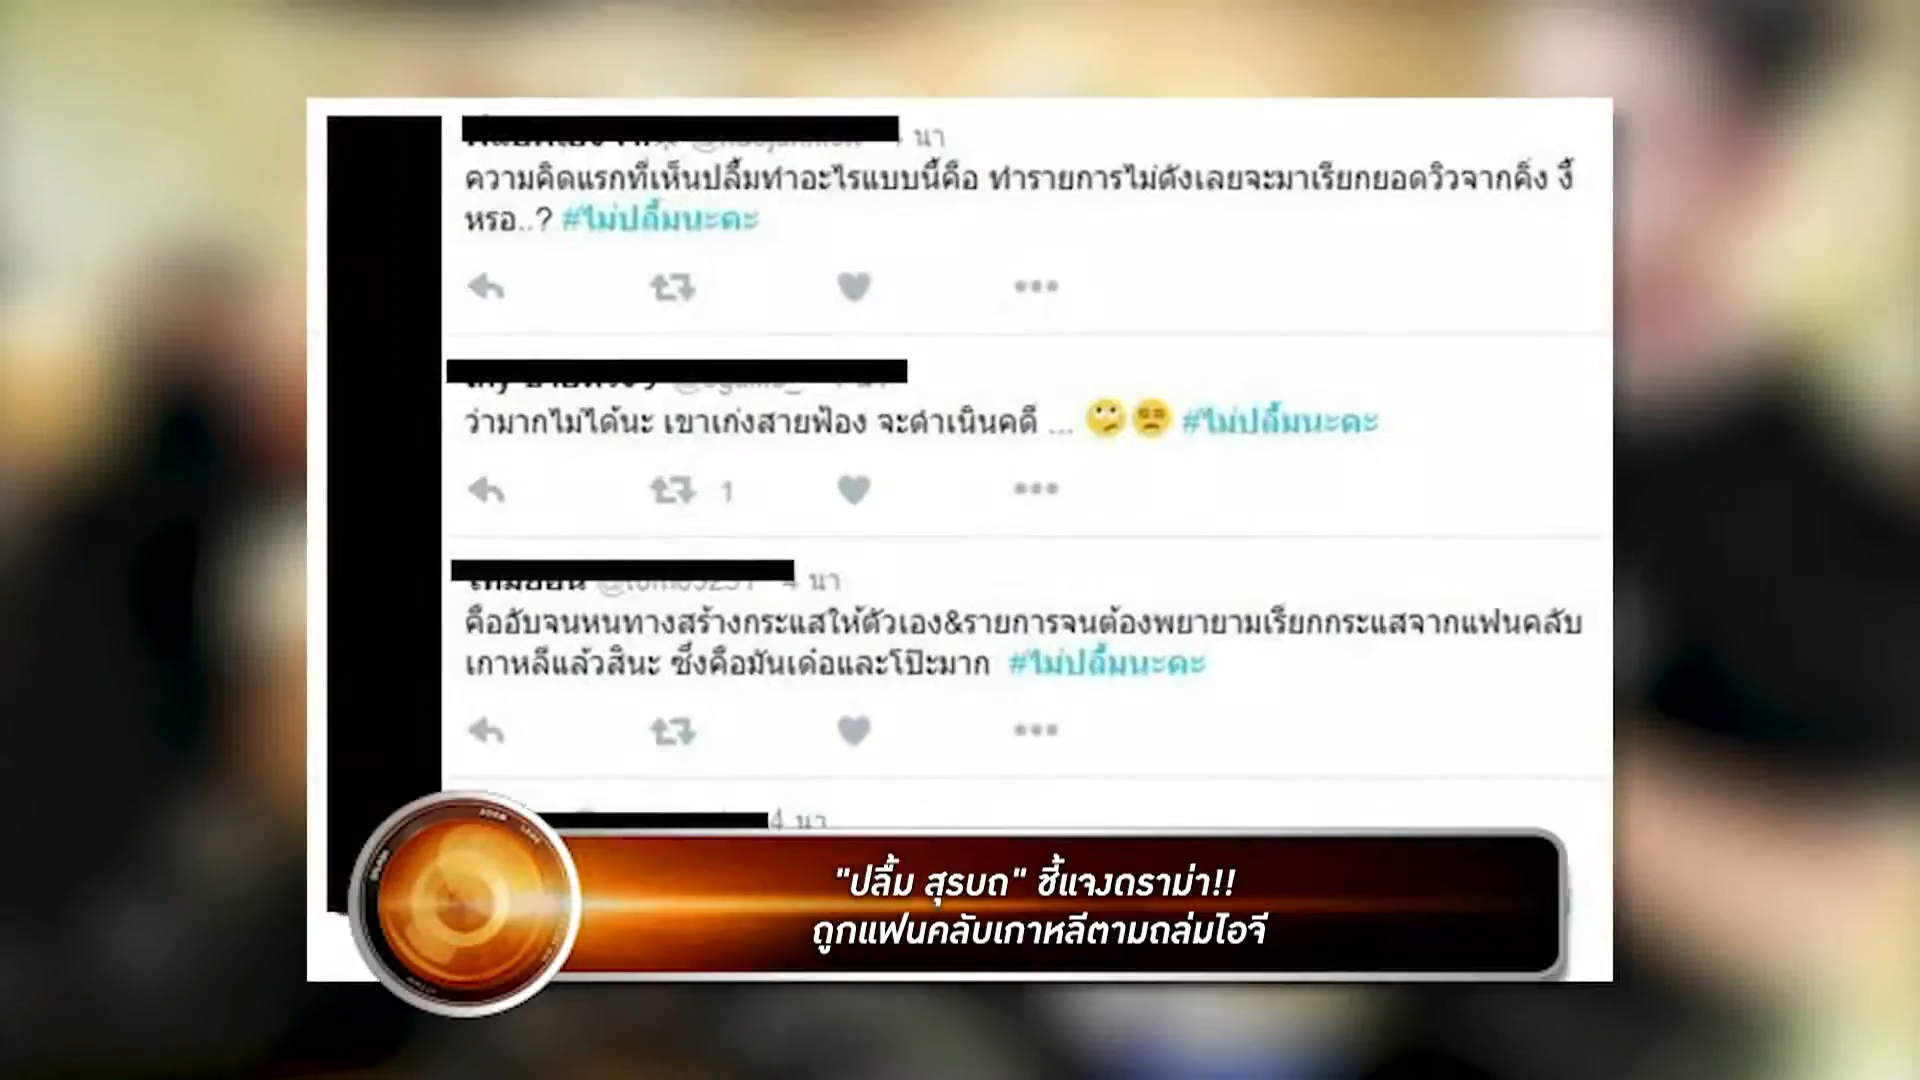 นา
ความคิดแรกที่เห็นปลื้มทำอะไรแบบนี้คือ ทำรายการไม่ดังเลยจะมาเรียกยอดวิวจากติ่ง งี้
หรอ..? #ไม่ปลื้มนะคะ
ว่ามากไม่ได้นะ เขาเก่งสายฟ้อง จะดำเนินคดี ... 🙄😒 #ไม่ปลื้มนะคะ
1
4 นา
คืออับจนหนทางสร้างกระแสให้ตัวเอง&รายการจนต้องพยายามเรียกกระแสจากแฟนคลับ
เกาหลีแล้วสินะ ซึ่งคือมันเด๋อและโป๊ะมาก #ไม่ปลื้มนะคะ
4 นา
"ปลื้ม สุรบถ" ชี้แจงดราม่า!!
ถูกแฟนคลับเกาหลีตามถล่มไอจี